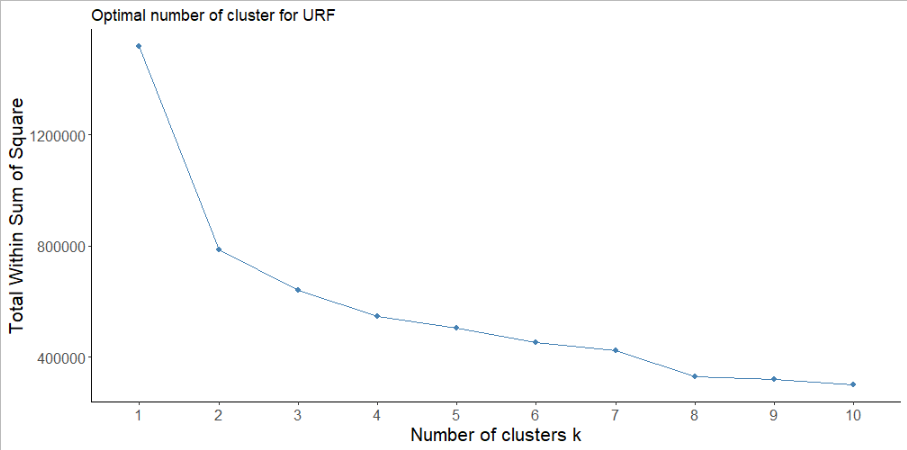 Optimal number of cluster for URF
Total Within Sum of Square
1200000
800000
400000
1 2 3 4 5 6 7 8 9 10
Number of clusters k